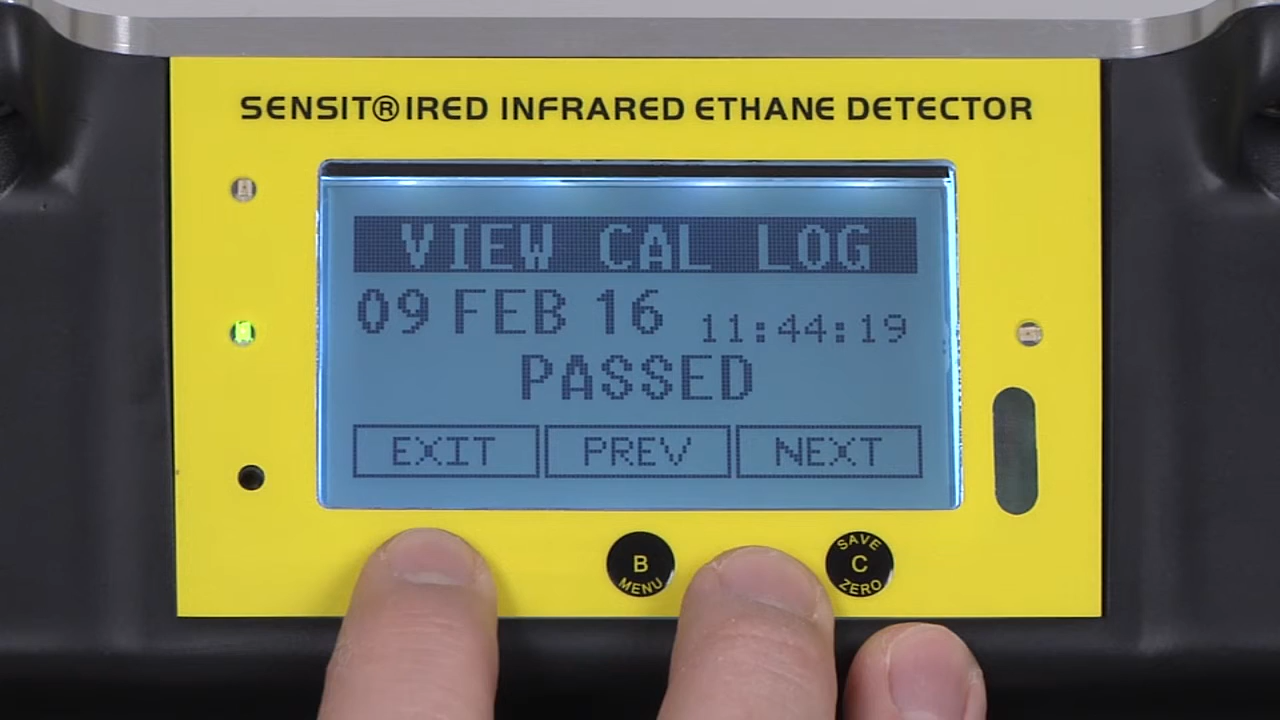 SENSIT® IRED INFRARED ETHANE DETECTOR
VIEW CAL LOG
09 FEB 16 11:44:19
PASSED
EXIT PREV NEXT
B
MENU
SAVE
C
ZERO